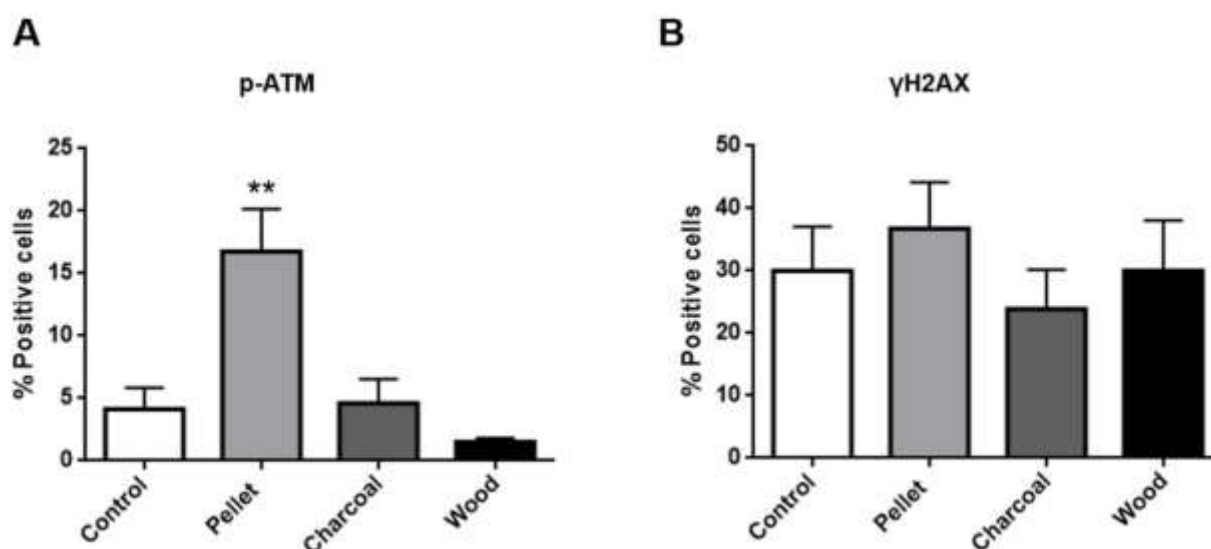 A
p-ATM
% Positive cells
25
20
15
10
5
0
**
Control
Pellet
Charcoal
Wood
B
γH2AX
% Positive cells
50
40
30
20
10
0
Control
Pellet
Charcoal
Wood